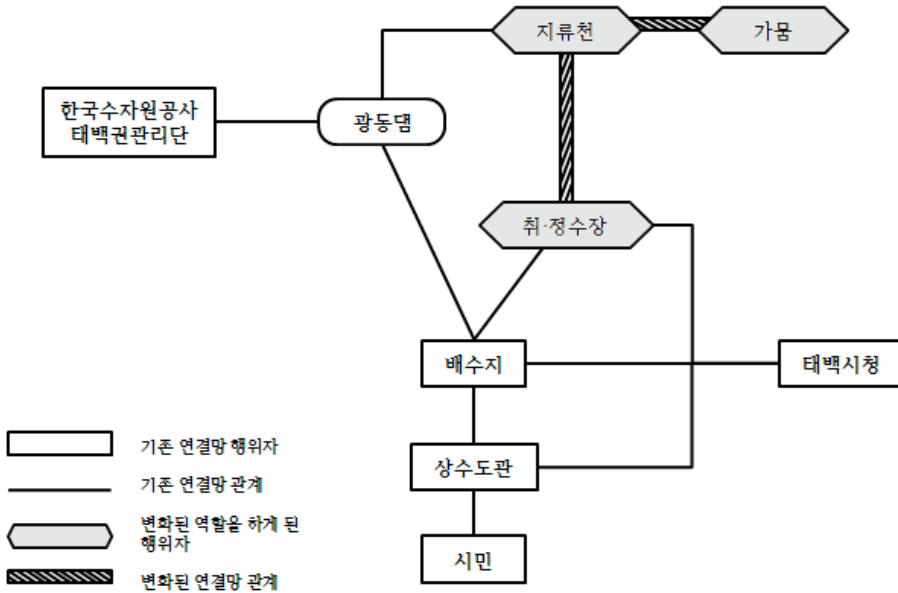 지류천
가뭄
한국수자원공사
태백권관리단
광동댐
취·정수장
배수지
태백시청
상수도관
시민
기존 연결망 행위자
기존 연결망 관계
변화된 역할을 하게 된
행위자
변화된 연결망 관계